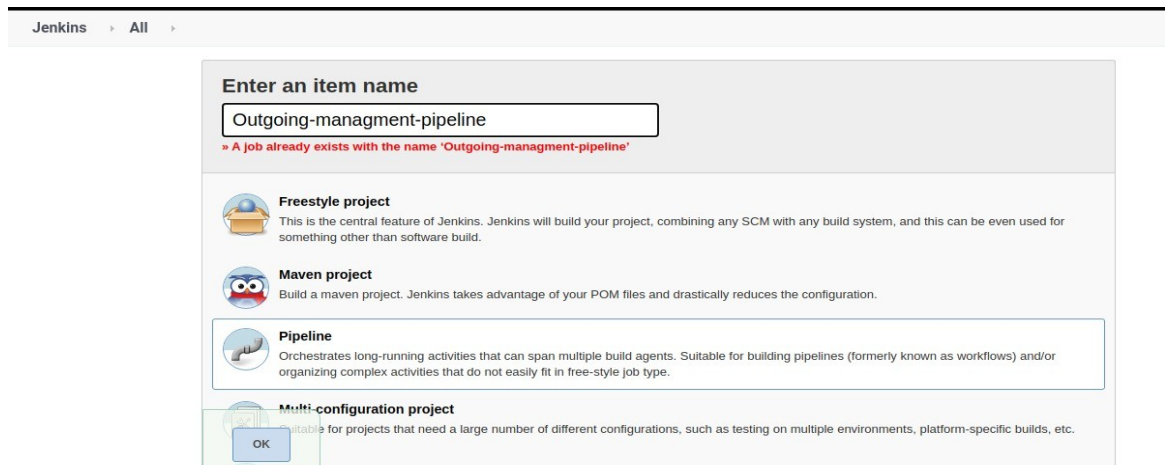 Jenkins All
Enter an item name
Outgoing-managment-pipeline
» A job already exists with the name ‘Outgoing-managment-pipeline’
Freestyle project
This is the central feature of Jenkins. Jenkins will build your project, combining any SCM with any build system, and this can be even used for
something other than software build.
Maven project
Build a maven project. Jenkins takes advantage of your POM files and drastically reduces the configuration.
Pipeline
Orchestrates long-running activities that can span multiple build agents. Suitable for building pipelines (formerly known as workflows) and/or
organizing complex activities that do not easily fit in free-style job type.
Multi-configuration project
Suitable for projects that need a large number of different configurations, such as testing on multiple environments, platform-specific builds, etc.
OK